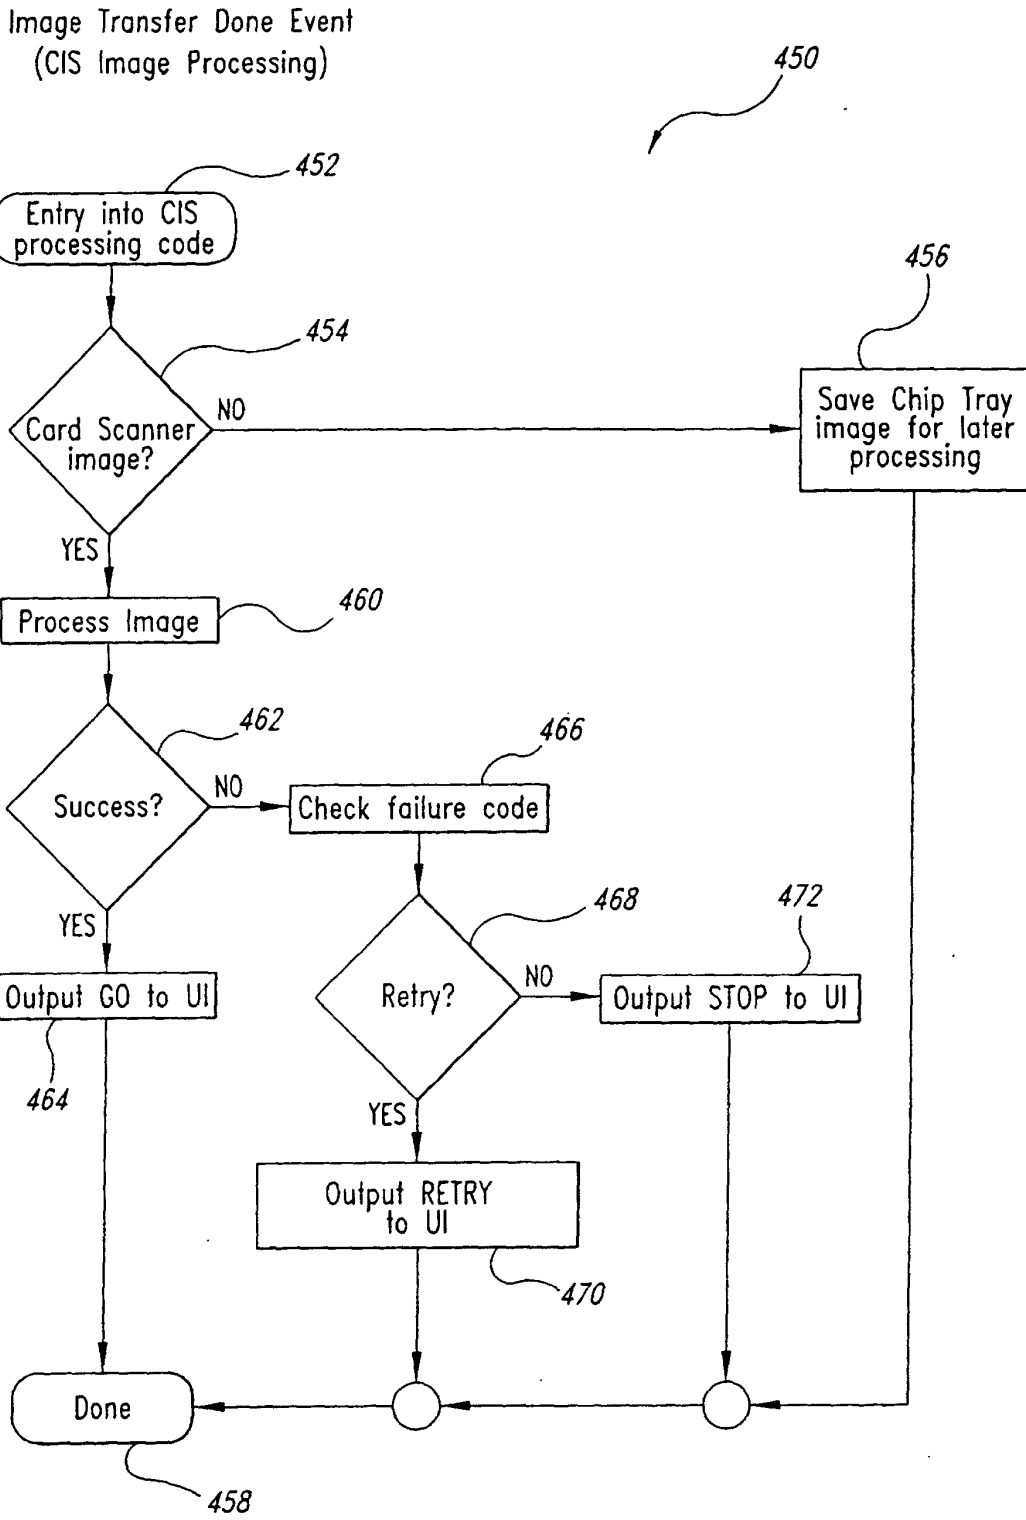 Image Transfer Done Event
(CIS Image Processing)
450
452
Entry into CIS
processing code
456
454
Card Scanner
image?
NO
Save Chip Tray
image for later
processing
YES
460
Process Image
462
466
Success?
NO
Check failure code
468
472
YES
Output GO to UI
Retry?
NO
Output STOP to UI
464
YES
Output RETRY
to UI
470
Done
458